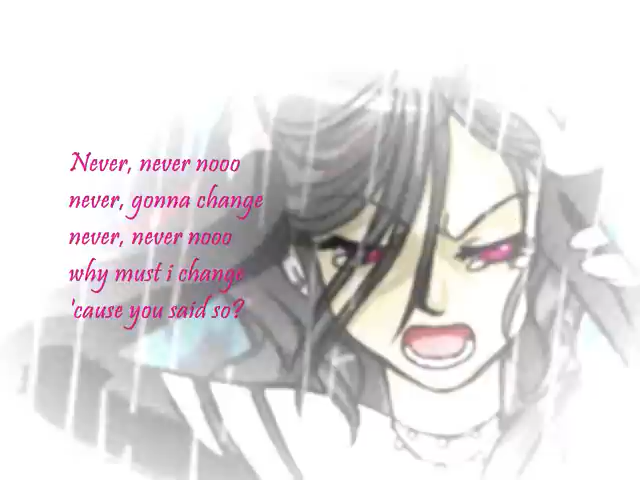 Never, never nooo
never, gonna change
never, never nooo
why must i change
'cause you said so?